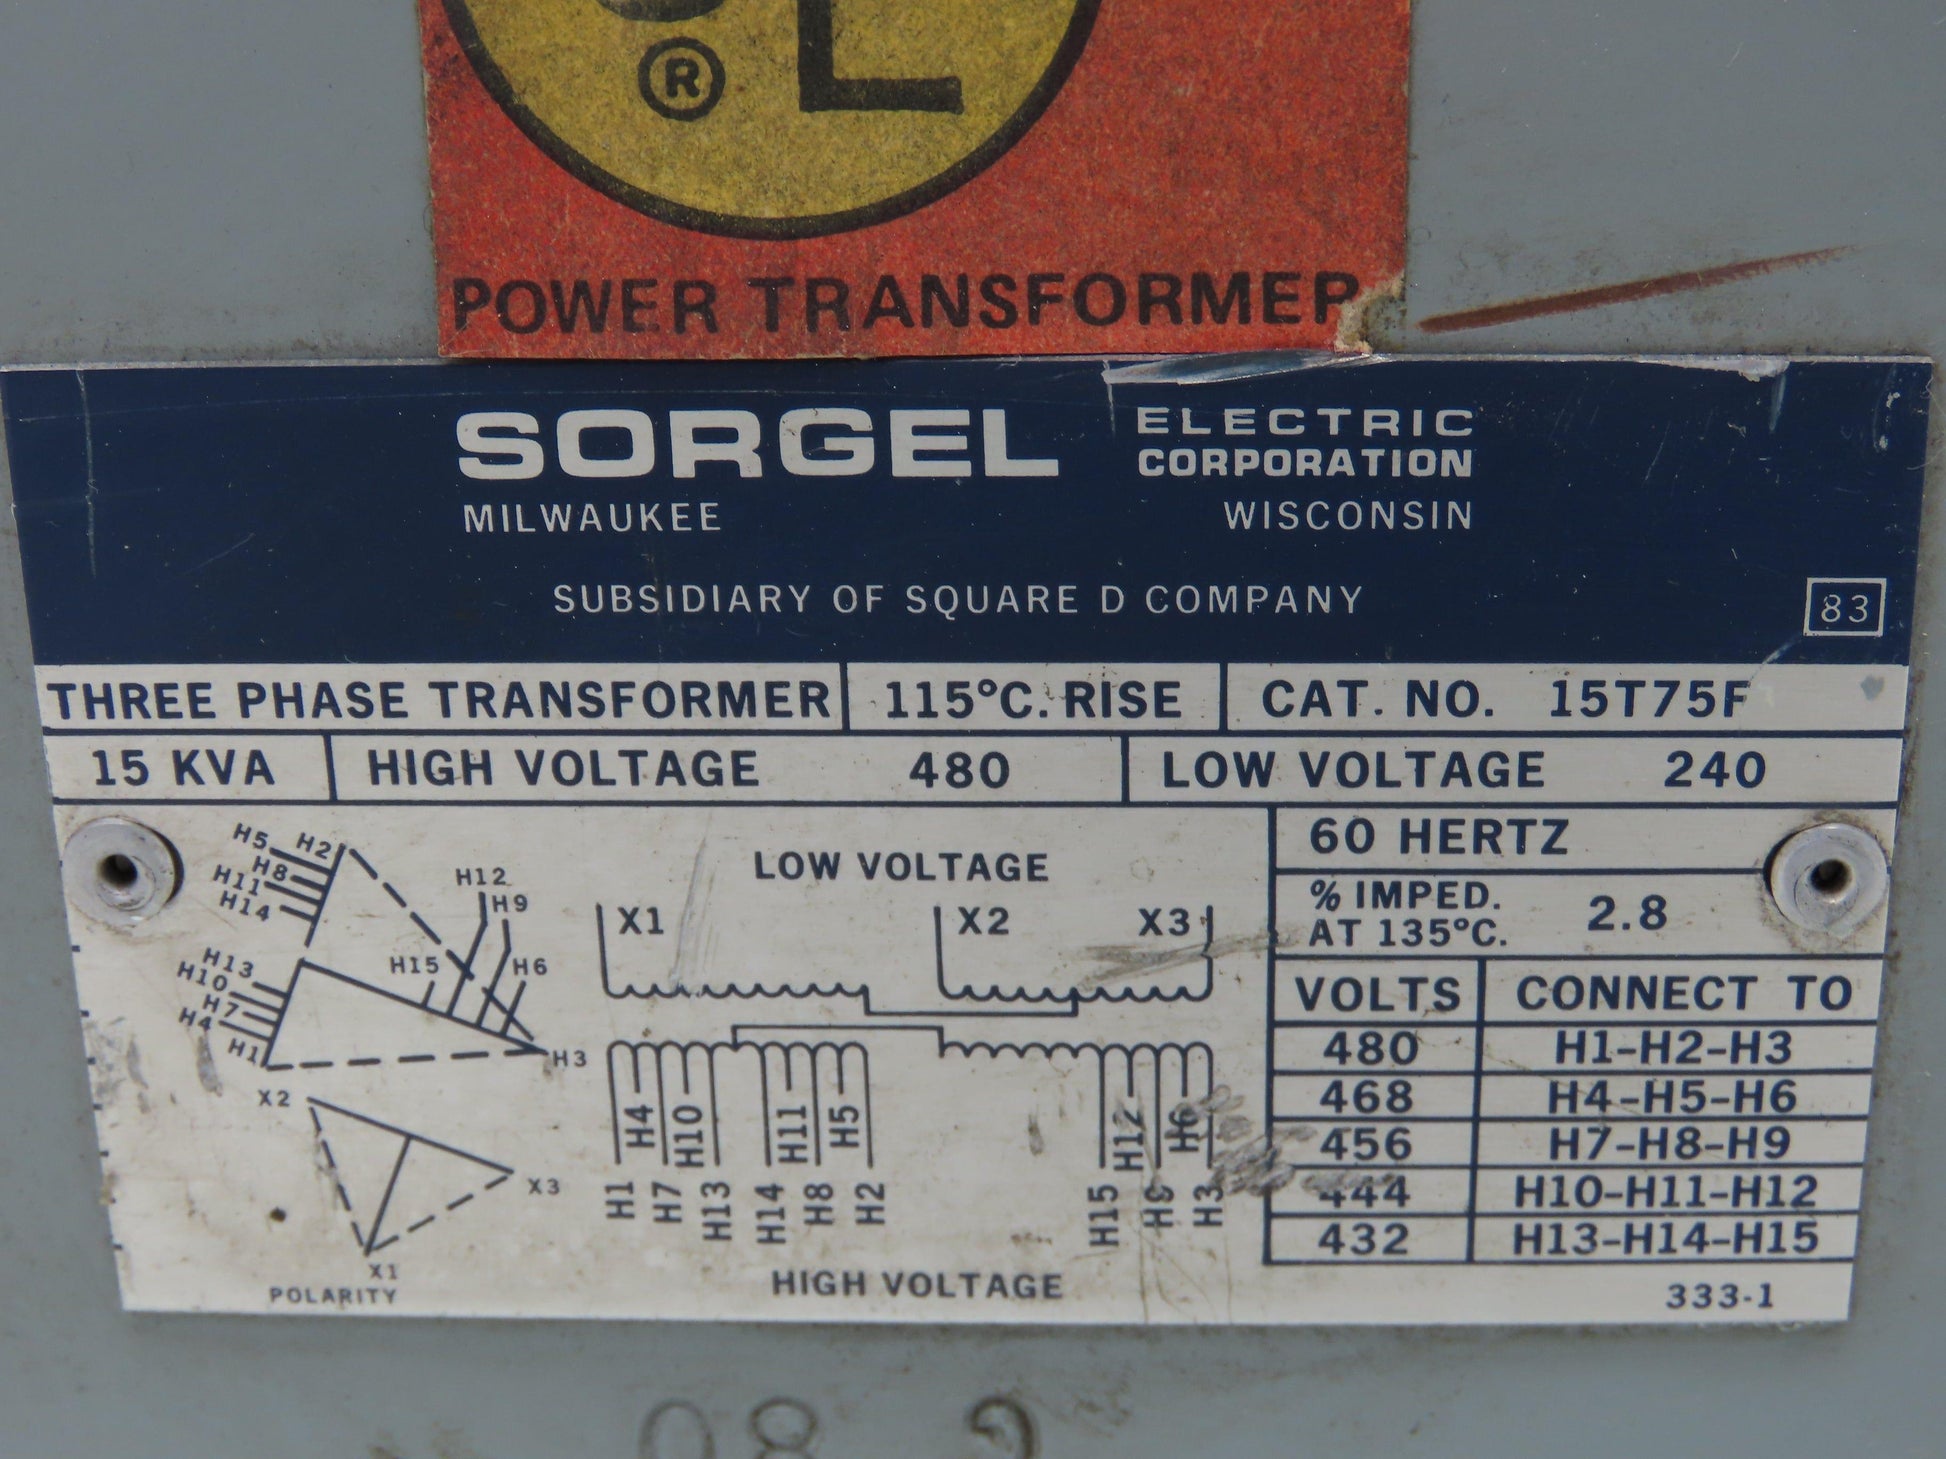 ®
L
POWER TRANSFORMER
SORGEL ELECTRIC CORPORATION
MILWAUKEE WISCONSIN
SUBSIDIARY OF SQUARE D COMPANY
83
THREE PHASE TRANSFORMER 115°C. RISE CAT. NO. 15T75F
15 KVA HIGH VOLTAGE 480 LOW VOLTAGE 240
H5 H2
H8
H11
H14
H12
H9
H15 H6
H13
H10
H7
H4
H1
H3
X2
X3
X1
POLARITY
LOW VOLTAGE
X1 X2 X3
H4 H10 H11 H5 H12 H6
H1 H7 H13 H14 H8 H2 H15 H9 H3
HIGH VOLTAGE
60 HERTZ
% IMPED.
AT 135°C. 2.8
VOLTS CONNECT TO
480 H1-H2-H3
468 H4-H5-H6
456 H7-H8-H9
444 H10-H11-H12
432 H13-H14-H15
333-1